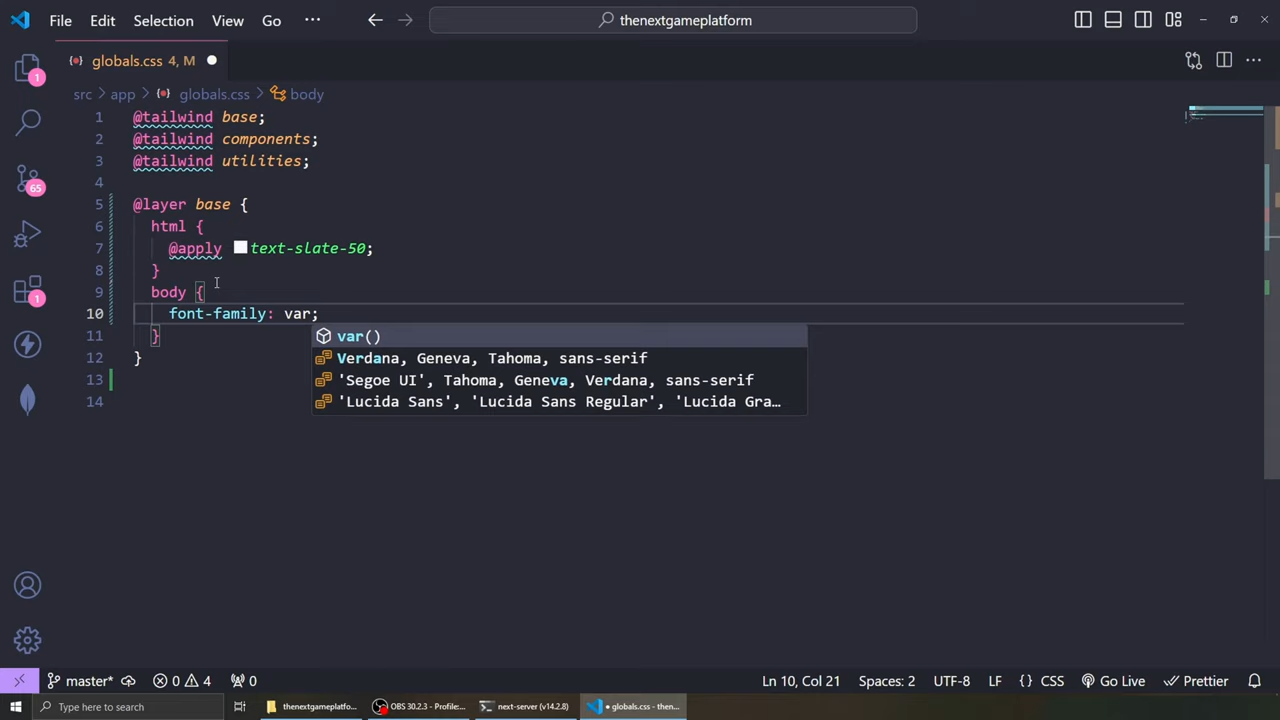 File Edit Selection View Go ··· thenextgameplatform
globals.css 4, M
1
src > app > globals.css > body
1 @tailwind base;
2 @tailwind components;
3 @tailwind utilities;
4
65
5 @layer base {
6 html {
7 @apply text-slate-50;
8 }
9 body {
1
10 font-family: var;
11 }
var()
12 }
Verdana, Geneva, Tahoma, sans-serif
13
'Segoe UI', Tahoma, Geneva, Verdana, sans-serif
14
'Lucida Sans', 'Lucida Sans Regular', 'Lucida Gra…
master* 0 4 0 Ln 10, Col 21 Spaces: 2 UTF-8 LF {} CSS Go Live Prettier
Type here to search thenextgameplatform OBS 30.2.3 - Profile:... next-server (v14.2.8) • globals.css - then...